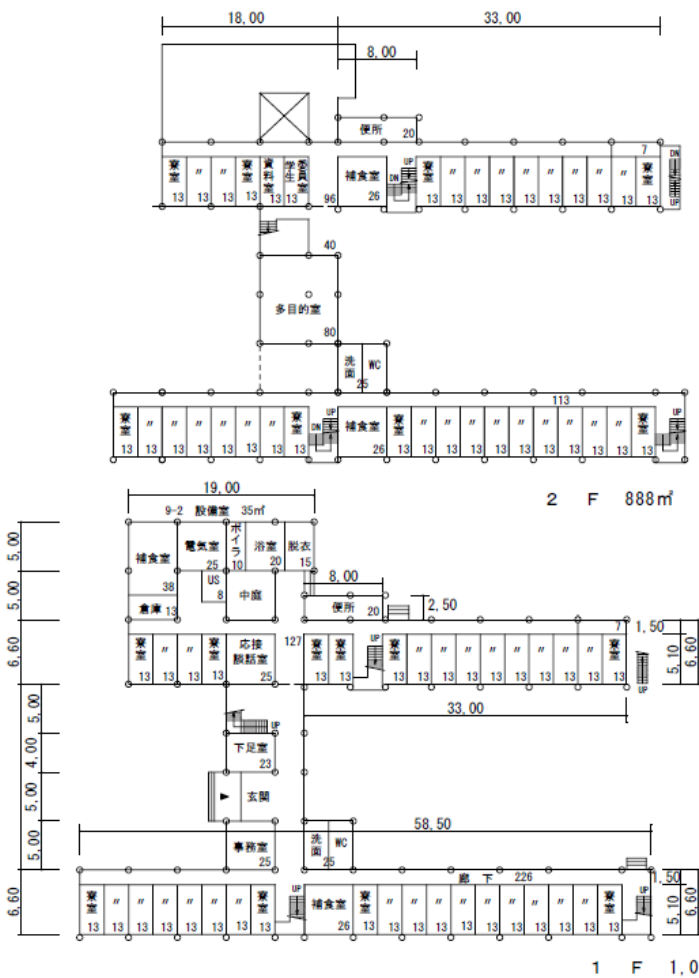 18,00
33,00
8,00
便所
20
7
寮室 〃 〃 寮室 資料室 学生 委員室 補食室 UP DN 寮室 〃 〃 〃 〃 〃 〃 〃 寮室 DN
13 13 13 13 13 13 96 26 13 13 13 13 13 13 13 13 13 UP
40
多目的室
80
洗面 WC
25
113
寮室 〃 〃 〃 〃 〃 〃 寮室 DN UP 補食室 寮室 〃 〃 〃 〃 〃 〃 〃 〃 寮室 UP
13 13 13 13 13 13 13 13 26 13 13 13 13 13 13 13 13 13 13 13
2 F 888㎡
19,00
9-2 設備室 35㎡
5,00
補食室 電気室 ボイラ 浴室 脱衣
38 25 10 20 15
5,00
US 8 中庭
8,00
倉庫 13
便所 20
2,50
7
1,50
6,60
寮室 〃 〃 寮室 応接談話室 127 寮室 寮室 UP 寮室 〃 〃 〃 〃 〃 〃 〃 寮室
5,10
6,60
13 13 13 13 25 13 13 13 13 13 13 13 13 13 13 13
UP
33,00
5,00
UP
下足室
23
4,00
玄関
5,00
58,50
事務室
25
洗面 WC
25
5,00
廊下 226
1,50
6,60
寮室 〃 〃 〃 〃 〃 〃 寮室 UP 補食室 寮室 〃 〃 〃 〃 〃 〃 〃 〃 寮室 UP
5,10
6,60
13 13 13 13 13 13 13 13 26 13 13 13 13 13 13 13 13 13 13 13
1 F 1,0